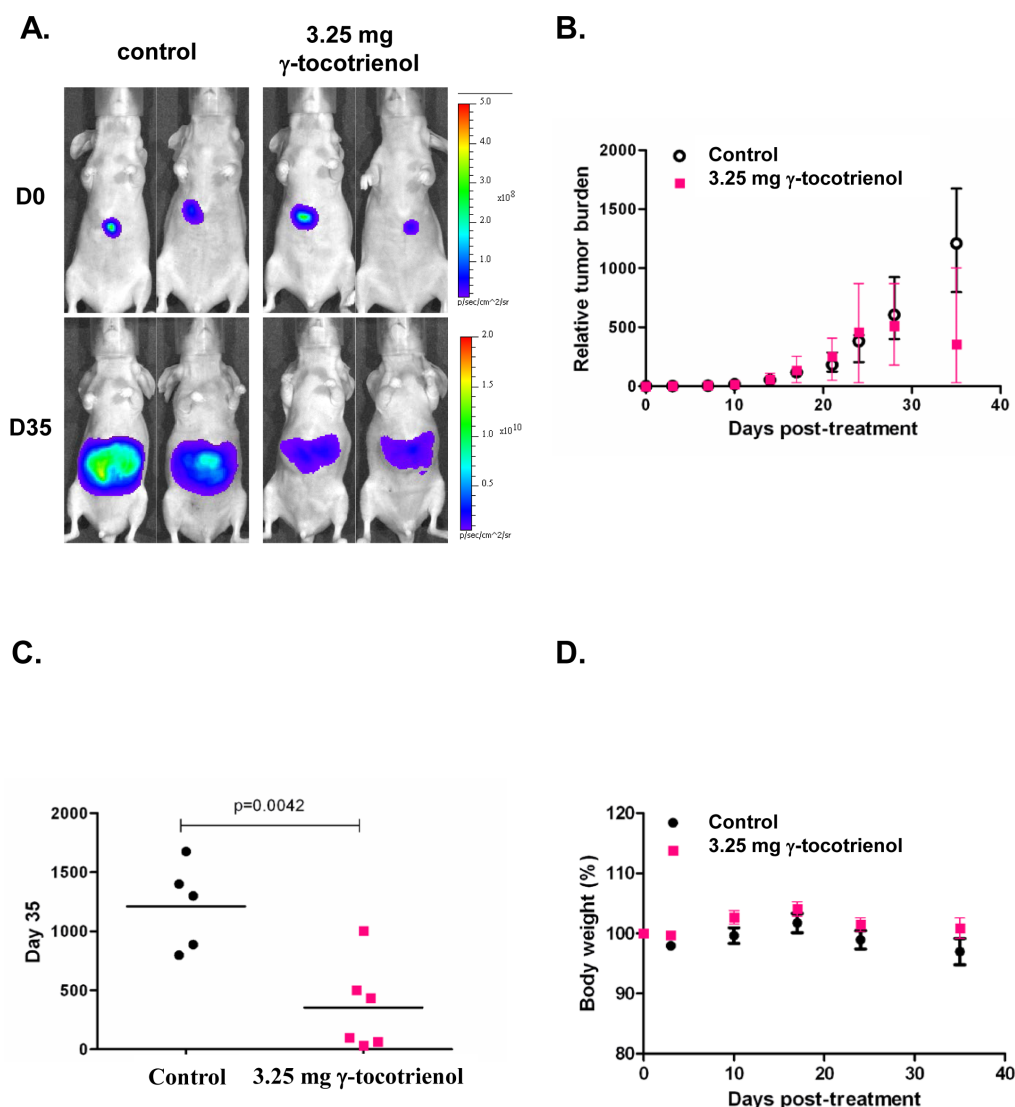 A.
control
3.25 mg
γ-tocotrienol
D0
5.0
4.0
3.0
x10^8
2.0
1.0
p/sec/cm^2/sr
D35
2.0
1.5
1.0
x10^10
0.5
p/sec/cm^2/sr
B.
Control
3.25 mg γ-tocotrienol
Relative tumor burden
2000
1500
1000
500
0
0 10 20 30 40
Days post-treatment
C.
p=0.0042
Day 35
2000
1500
1000
500
0
Control 3.25 mg γ-tocotrienol
D.
Control
3.25 mg γ-tocotrienol
Body weight (%)
120
110
100
90
80
0 10 20 30 40
Days post-treatment